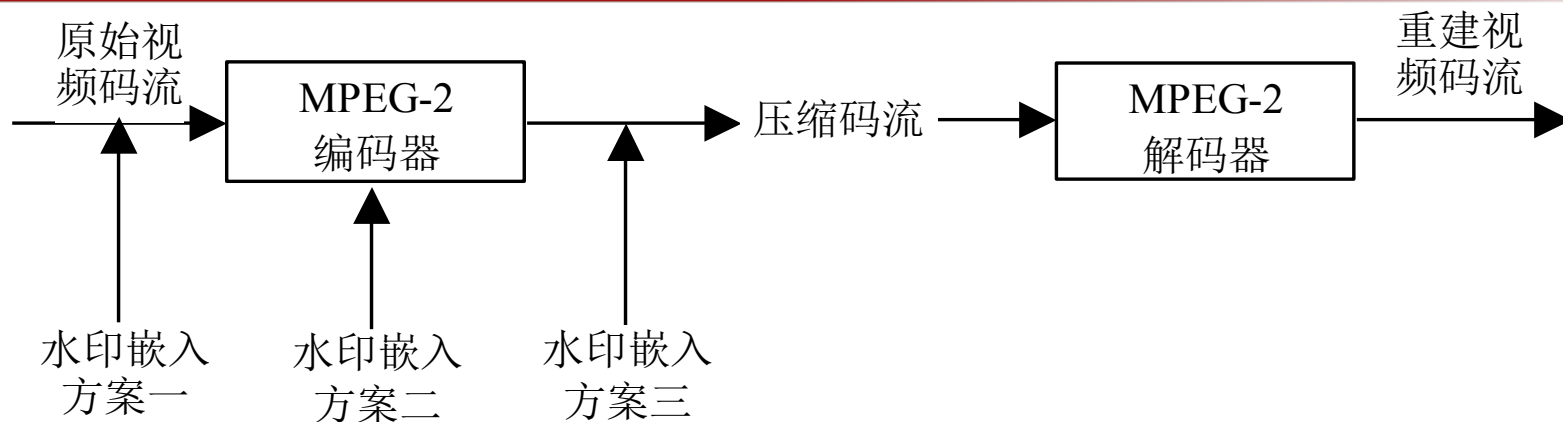 原始视
频码流
MPEG-2
编码器
压缩码流
MPEG-2
解码器
重建视
频码流
水印嵌入
方案一
水印嵌入
方案二
水印嵌入
方案三